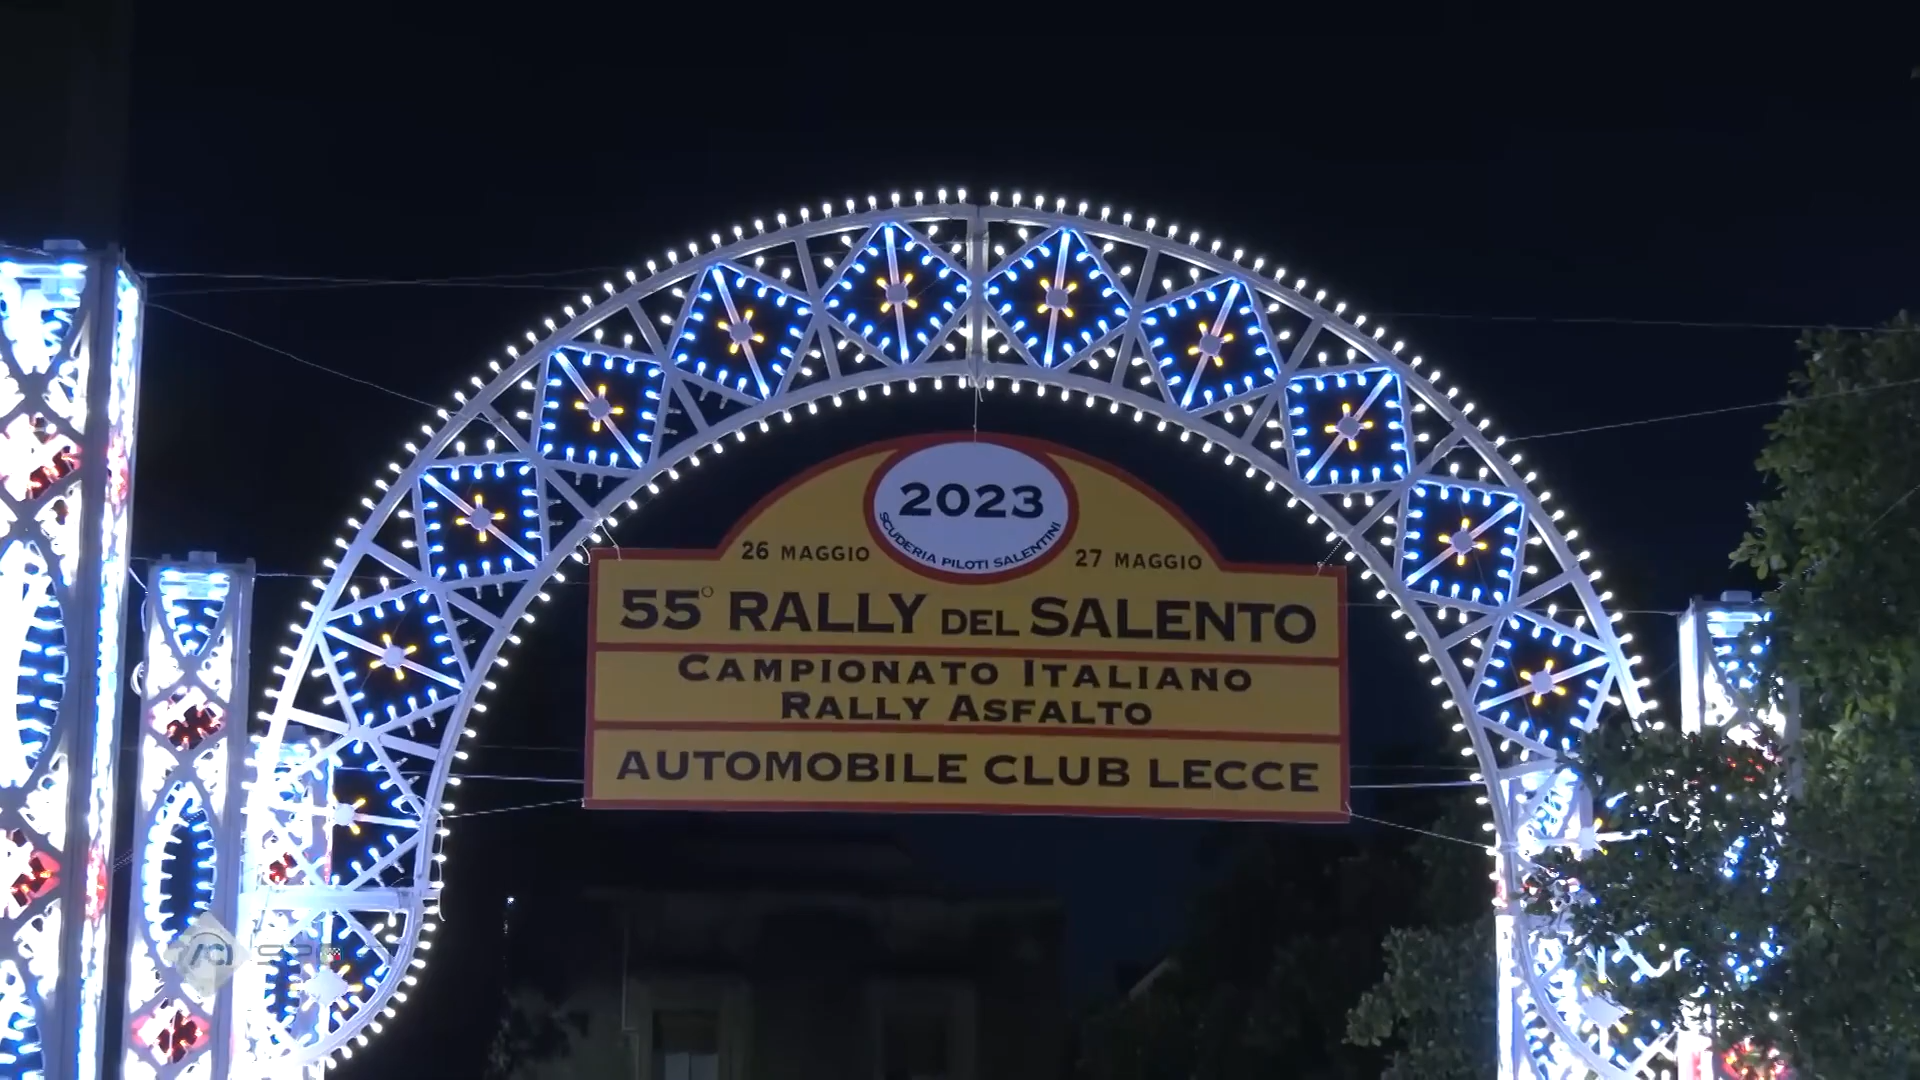 2023
SCUDERIA PILOTI SALENTINI
26 MAGGIO
27 MAGGIO
55° RALLY DEL SALENTO
CAMPIONATO ITALIANO
RALLY ASFALTO
AUTOMOBILE CLUB LECCE